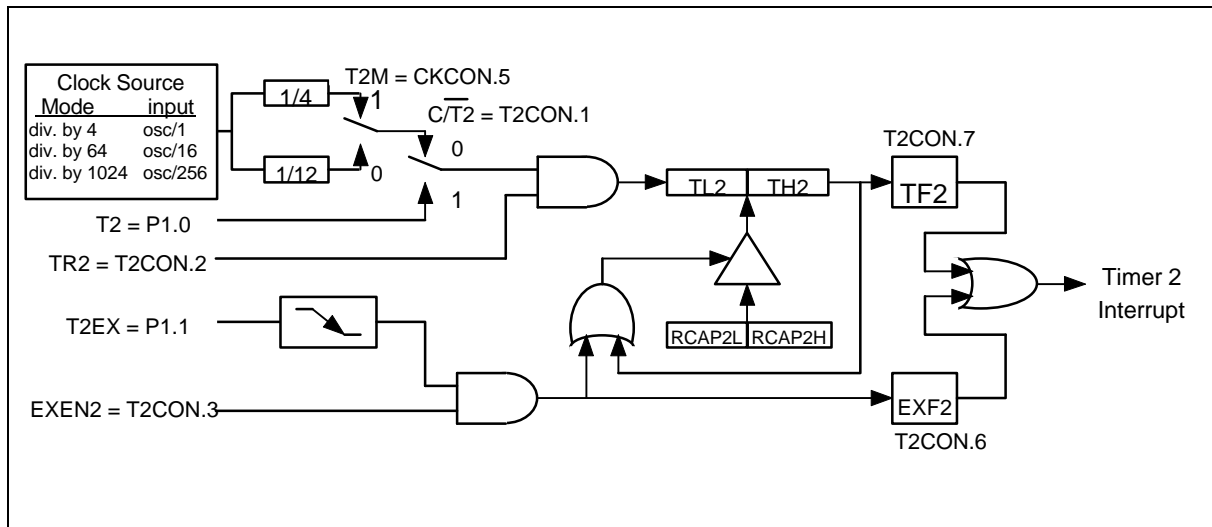 Clock Source
Mode input
div. by 4 osc/1
div. by 64 osc/16
div. by 1024 osc/256
1/4
1/12
T2M = CKCON.5
1
0
C/T2 = T2CON.1
0
1
T2 = P1.0
TR2 = T2CON.2
TL2 TH2
T2CON.7
TF2
Timer 2
Interrupt
T2EX = P1.1
RCAP2L RCAP2H
EXEN2 = T2CON.3
EXF2
T2CON.6